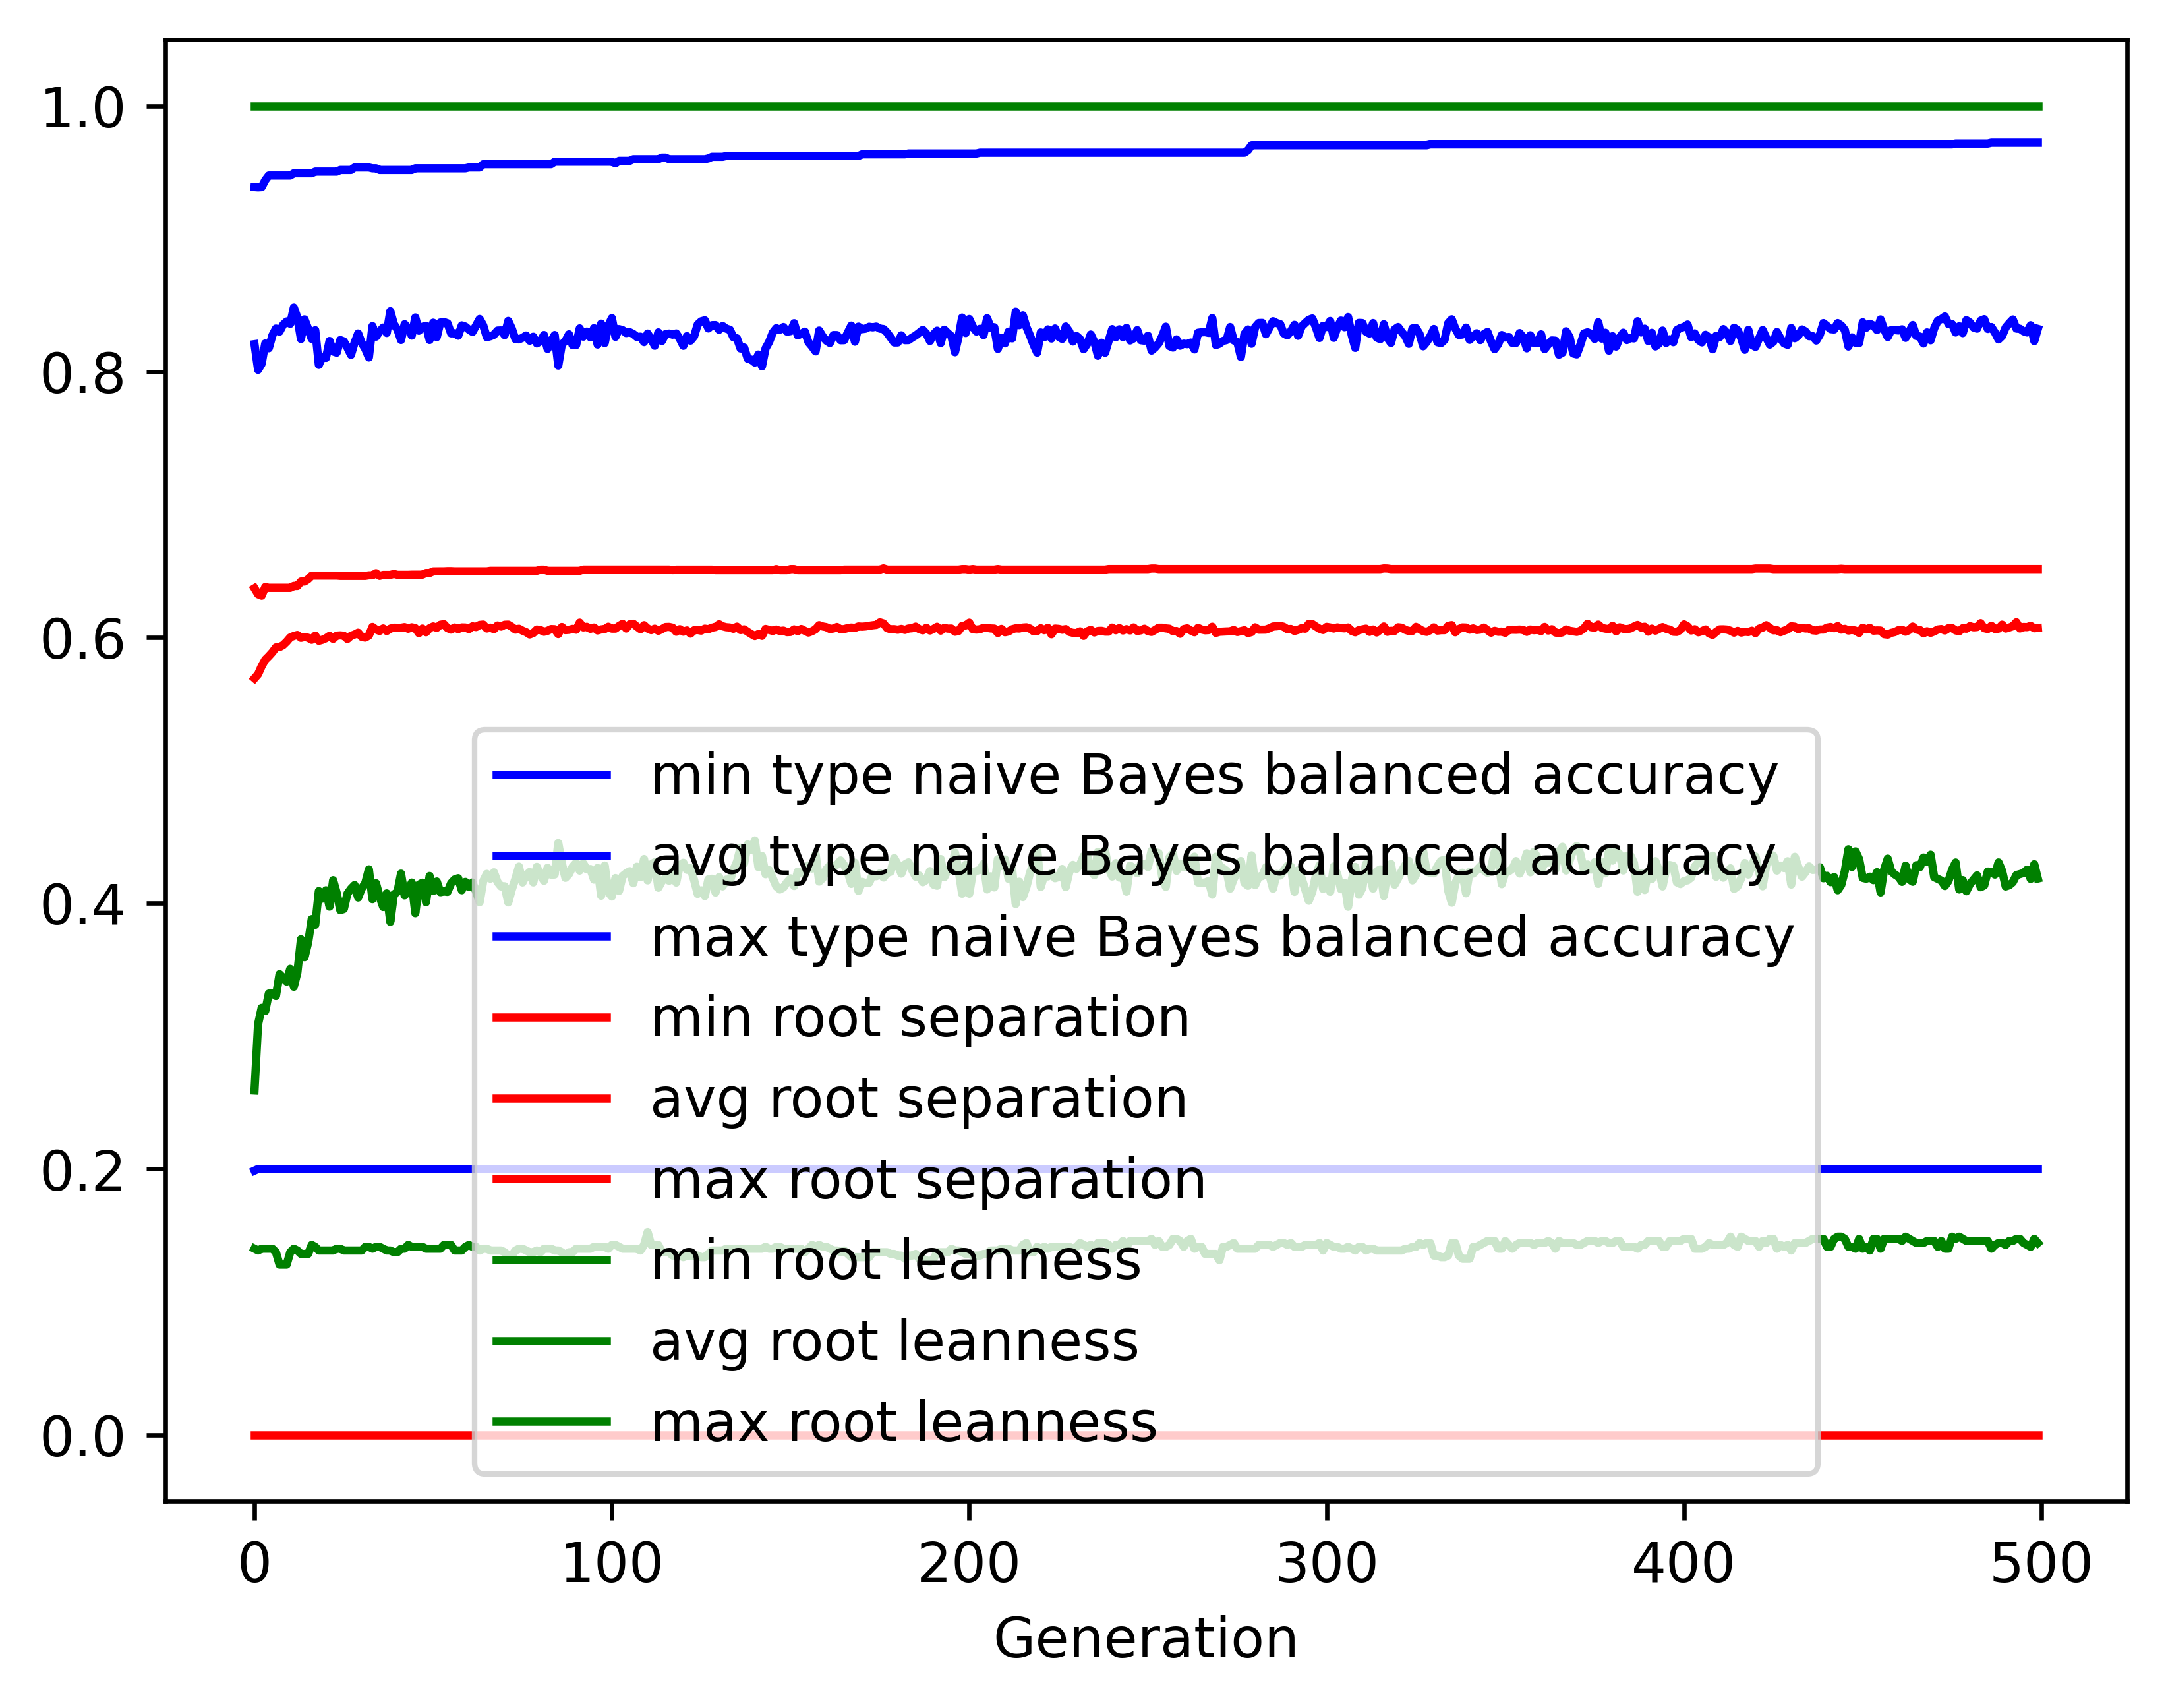 1.0
0.8
0.6
0.4
0.2
0.0
min type naive Bayes balanced accuracy
avg type naive Bayes balanced accuracy
max type naive Bayes balanced accuracy
min root separation
avg root separation
max root separation
min root leanness
avg root leanness
max root leanness
0 100 200 300 400 500
Generation